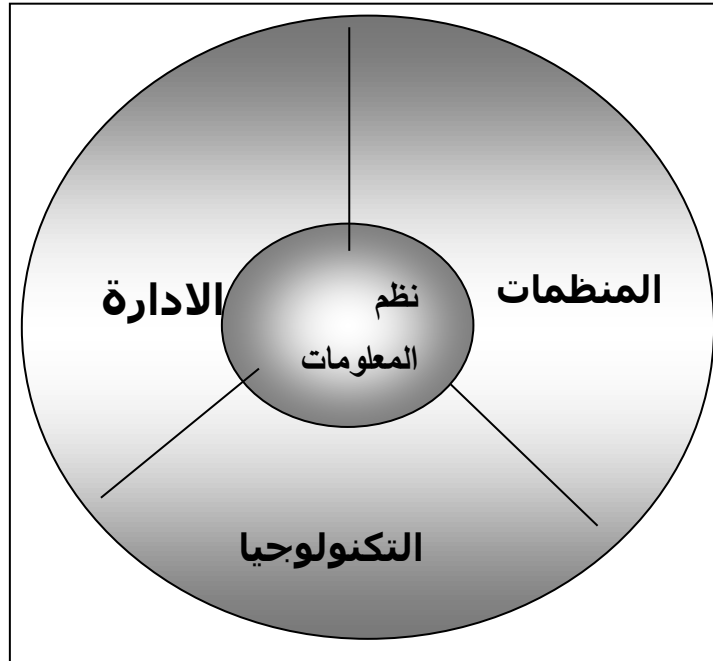 المنظمات
الادارة
نظم
المعلومات
التكنولوجيا